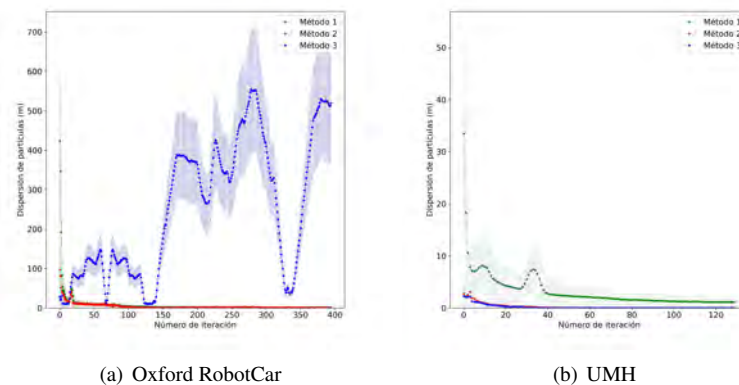 Método 1
Método 2
Método 3
700
600
500
400
300
200
100
0
Dispersión de partículas (m)
0 50 100 150 200 250 300 350 400
Número de iteración
(a) Oxford RobotCar
Método 1
Método 2
Método 3
50
40
30
20
10
0
Dispersión de partículas (m)
0 20 40 60 80 100 120
Número de iteración
(b) UMH